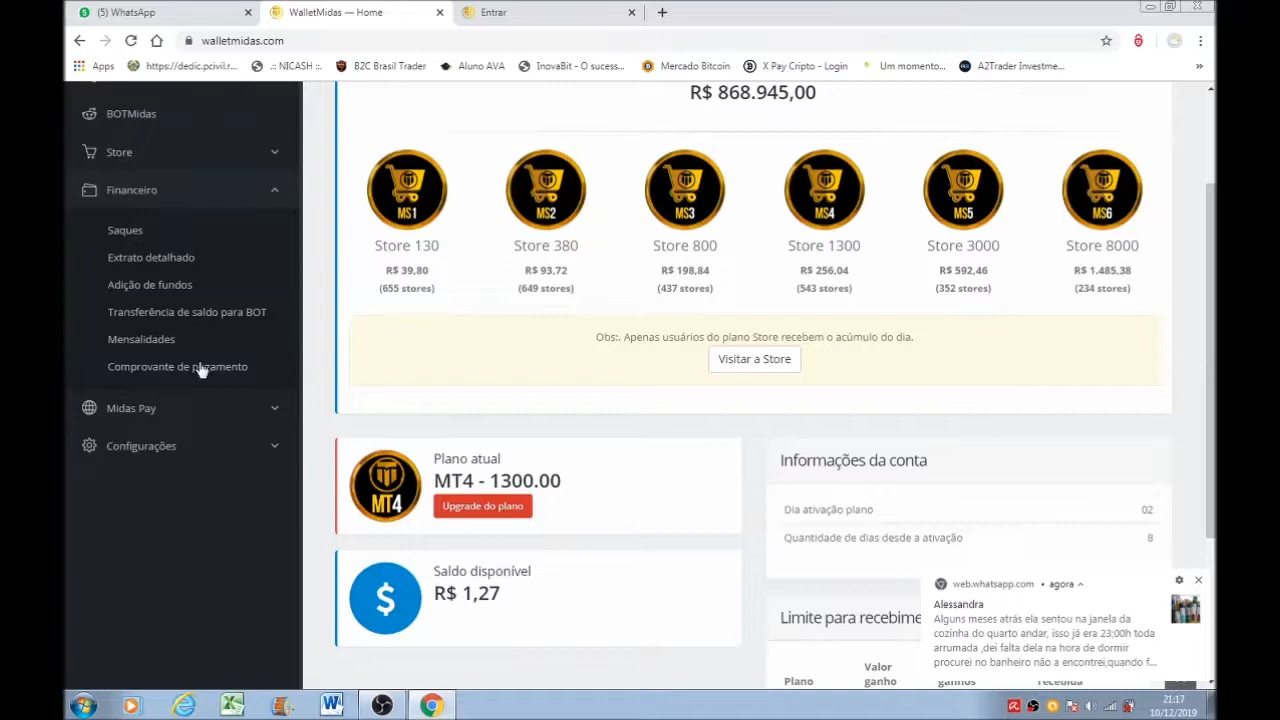 (5) WhatsApp
WalletMidas — Home
Entrar
walletmidas.com
Apps
https://dedic.pcivil.r...
.:: NICASH ::.
B2C Brasil Trader
Aluno AVA
InovaBit - O sucess...
Mercado Bitcoin
X Pay Cripto - Login
Um momento...
A2Trader Investme...
»
BOTMidas
Store
Financeiro
Saques
Extrato detalhado
Adição de fundos
Transferência de saldo para BOT
Mensalidades
Comprovante de pagamento
Midas Pay
Configurações
R$ 868.945,00
MS1
MS2
MS3
MS4
MS5
MS6
Store 130
Store 380
Store 800
Store 1300
Store 3000
Store 8000
R$ 39,80
R$ 93,72
R$ 198,84
R$ 256,04
R$ 592,46
R$ 1.485,38
(655 stores)
(649 stores)
(437 stores)
(543 stores)
(352 stores)
(234 stores)
Obs:. Apenas usuários do plano Store recebem o acúmulo do dia.
Visitar a Store
MT4
Plano atual
MT4 - 1300.00
Upgrade do plano
$
Saldo disponível
R$ 1,27
Informações da conta
Dia ativação plano
02
Quantidade de dias desde a ativação
8
Limite para recebime
Plano
Valor
ganho
web.whatsapp.com • agora
Alessandra
Alguns meses atrás ela sentou na janela da
cozinha do quarto andar, isso já era 23;00h toda
arrumada ,dei falta dela na hora de dormir
procurei no banheiro não a encontrei,quando f...
21:17
10/12/2019